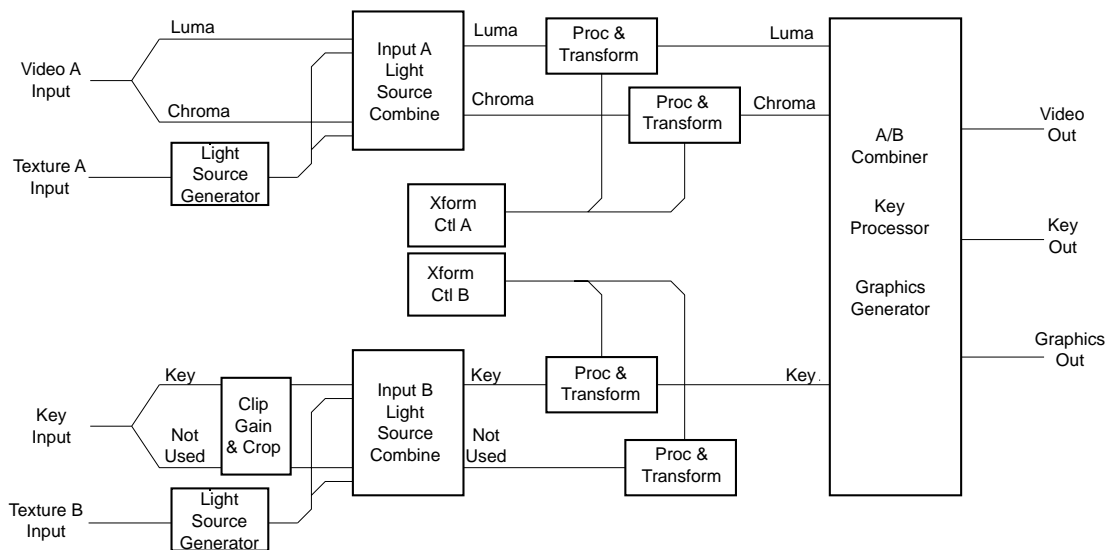 Luma
Video A
Input
Chroma
Texture A
Input
Light
Source
Generator
Input A
Light
Source
Combine
Luma
Chroma
Proc &
Transform
Proc &
Transform
Luma
Chroma
Xform
Ctl A
Xform
Ctl B
A/B
Combiner
Key
Processor
Graphics
Generator
Video
Out
Key
Out
Graphics
Out
Key
Key
Input
Not
Used
Clip
Gain
& Crop
Texture B
Input
Light
Source
Generator
Input B
Light
Source
Combine
Key
Not
Used
Proc &
Transform
Proc &
Transform
Key